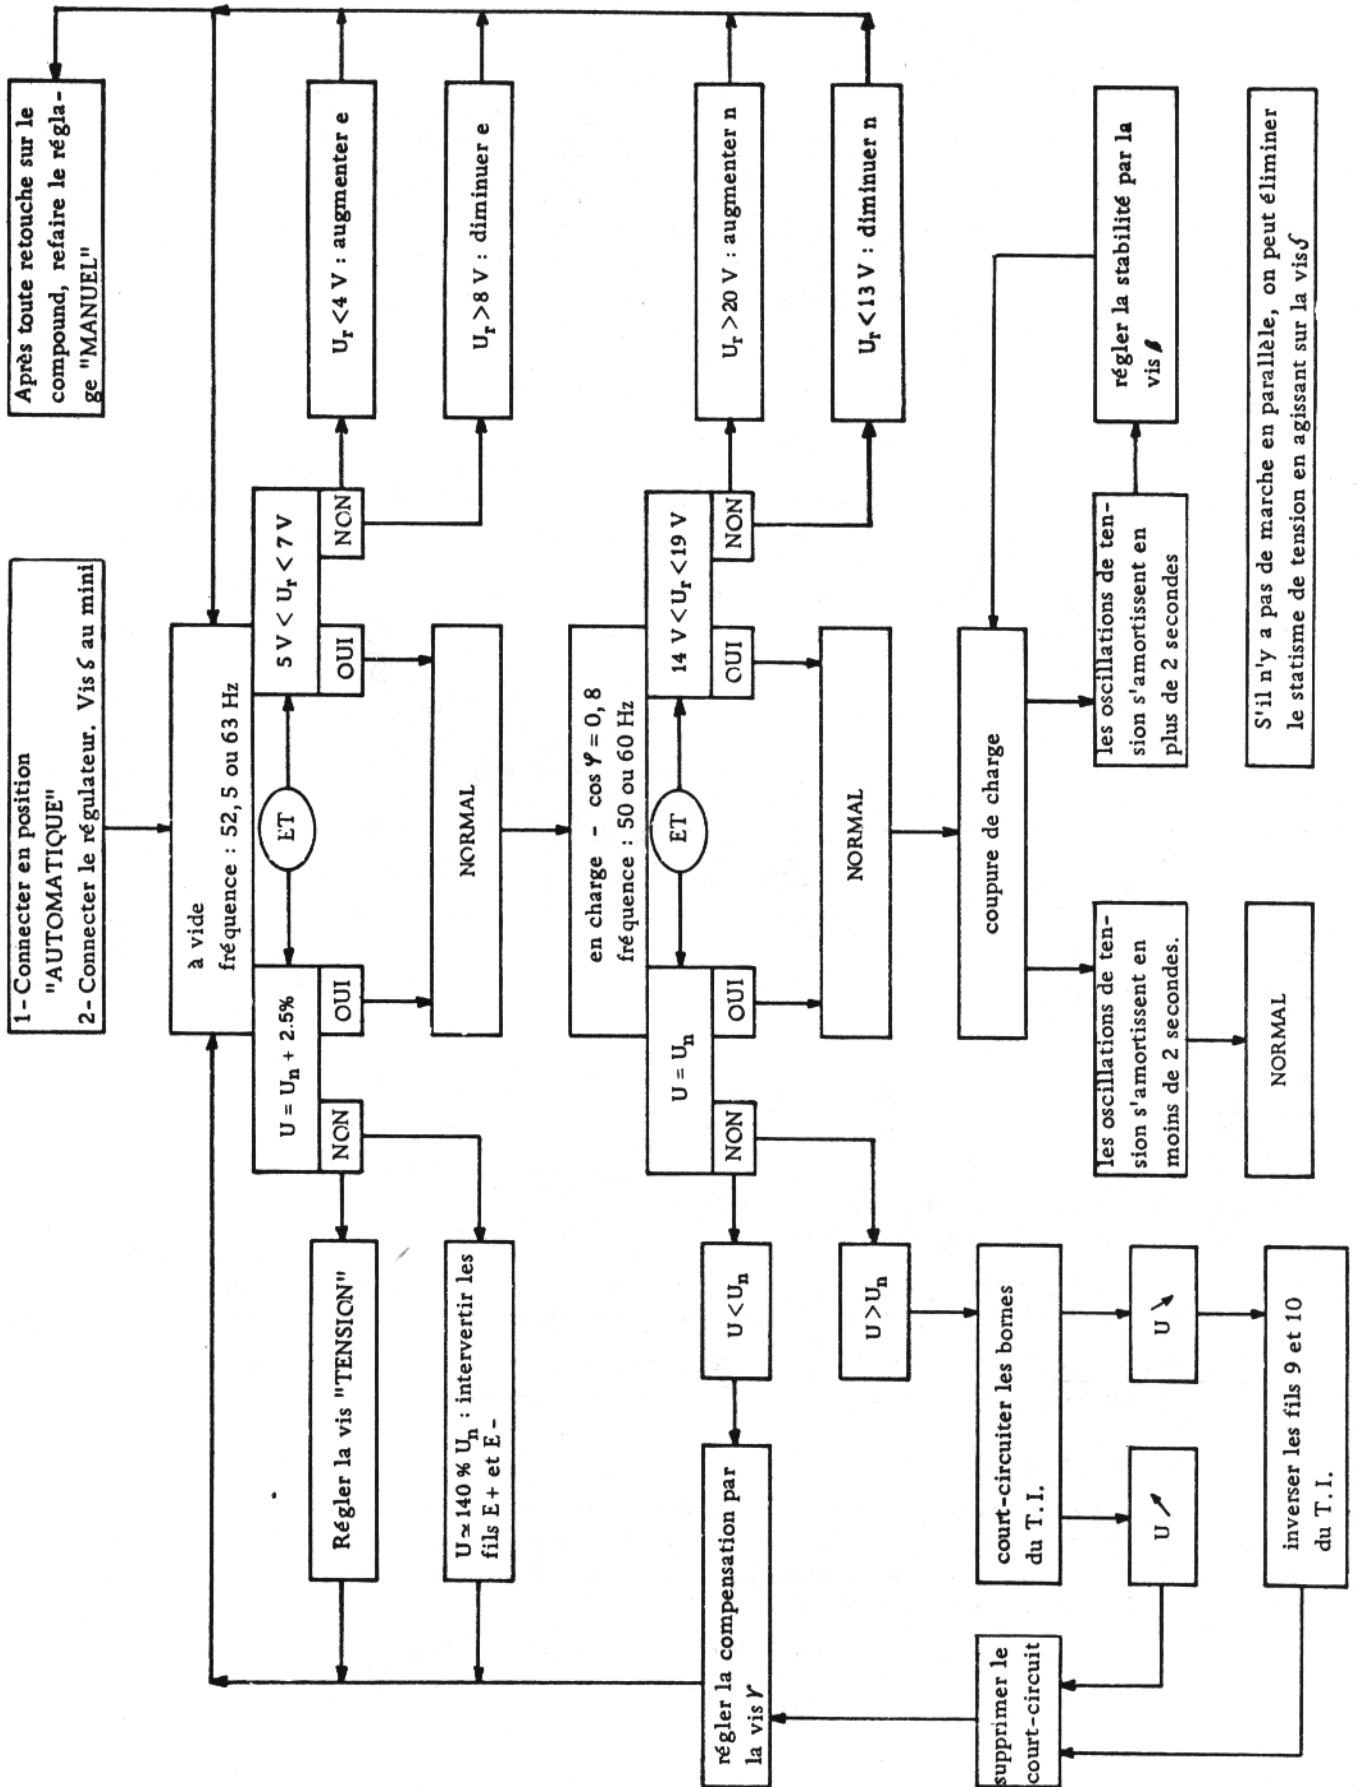 1 - Connecter en position
"AUTOMATIQUE"
2 - Connecter le régulateur. Vis δ au mini
Après toute retouche sur le
compound, refaire le régla-
ge "MANUEL"
à vide
fréquence : 52,5 ou 63 Hz
U = Un + 2.5%
ET
5 V < Ur < 7 V
NON
OUI
OUI
NON
Régler la vis "TENSION"
U ≃ 140 % Un : intervertir les
fils E + et E -
NORMAL
Ur < 4 V : augmenter e
Ur > 8 V : diminuer e
en charge - cos φ = 0,8
fréquence : 50 ou 60 Hz
U = Un
ET
14 V < Ur < 19 V
NON
OUI
OUI
NON
régler la compensation par
la vis γ
U < Un
U > Un
NORMAL
Ur > 20 V : augmenter n
Ur < 13 V : diminuer n
supprimer le
court-circuit
court-circuiter les bornes
du T.I.
coupure de charge
régler la stabilité par la
vis β
U ↗
U ↘
les oscillations de ten-
sion s'amortissent en
moins de 2 secondes.
les oscillations de ten-
sion s'amortissent en
plus de 2 secondes
inverser les fils 9 et 10
du T.I.
NORMAL
S'il n'y a pas de marche en parallèle, on peut éliminer
le statisme de tension en agissant sur la vis δ